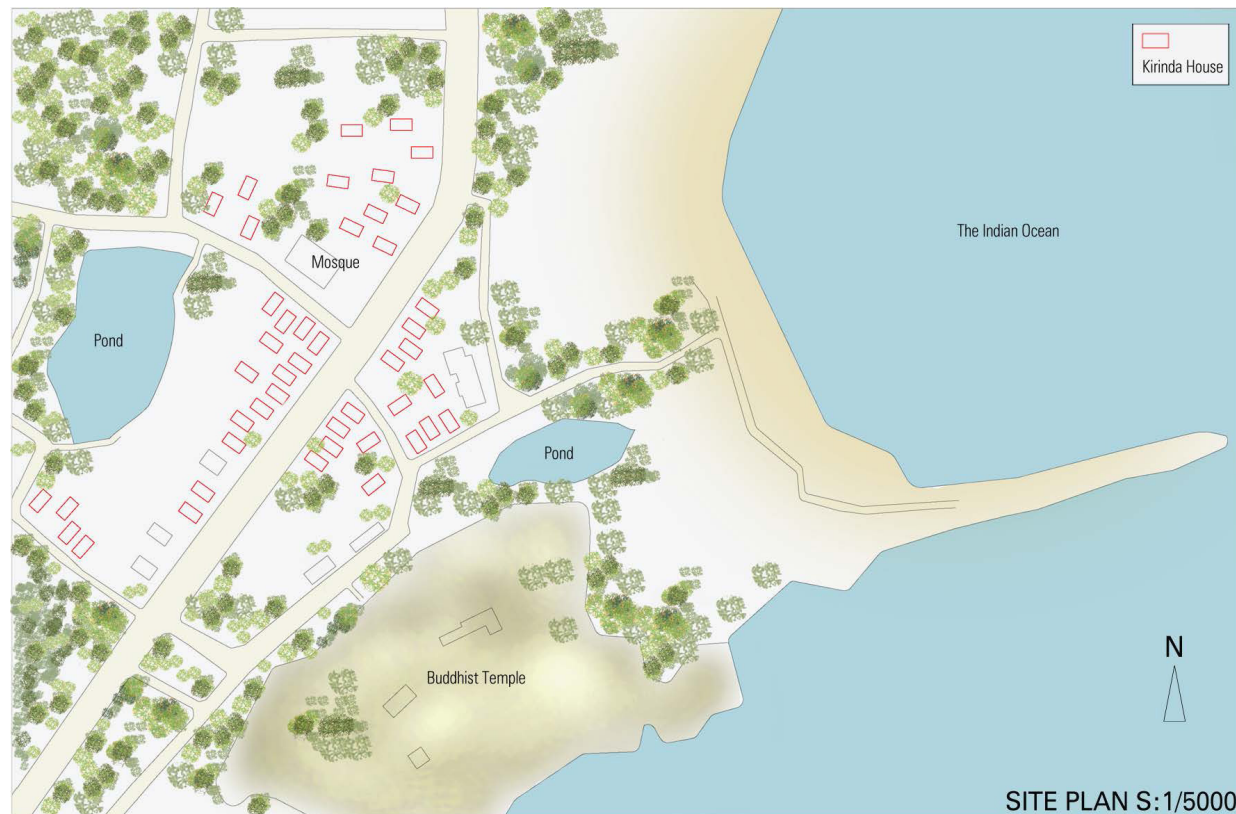 Kirinda House
The Indian Ocean
Mosque
Pond
Pond
Buddhist Temple
N
SITE PLAN S:1/5000